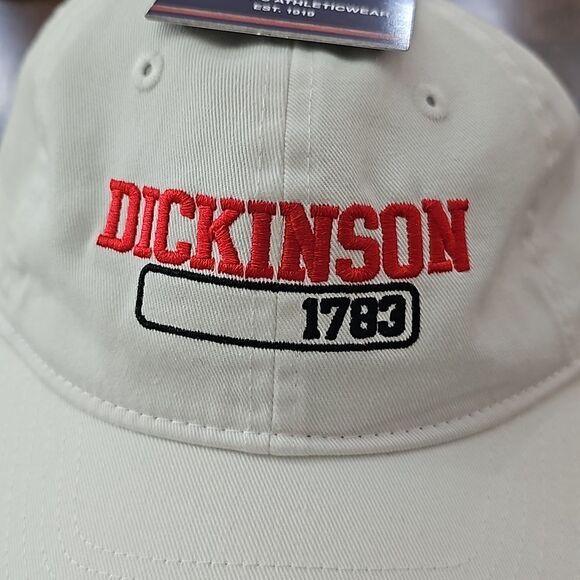 ATHLETICWEAR
EST. 1919
DICKINSON
1783